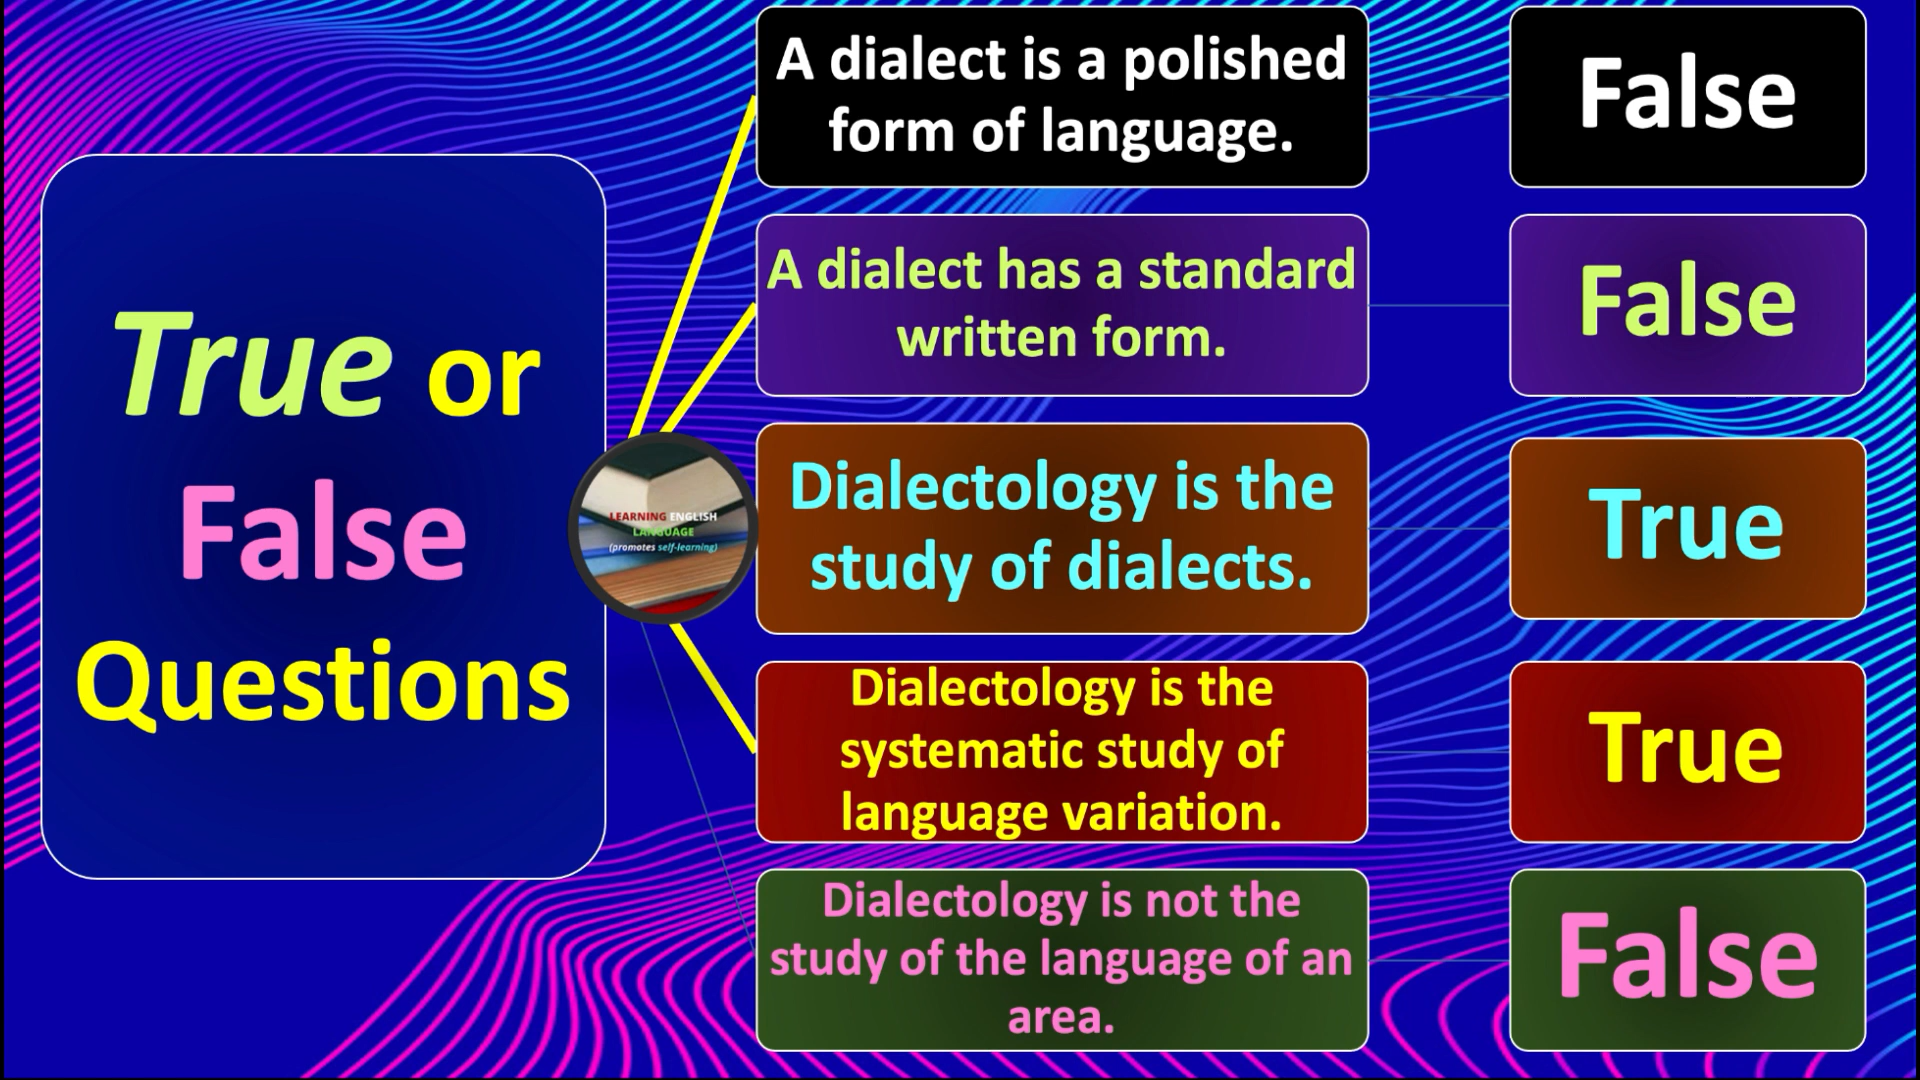 True or
False
Questions
LEARNING ENGLISH
LANGUAGE
(promotes self-learning)
A dialect is a polished
form of language.
False
A dialect has a standard
written form.
False
Dialectology is the
study of dialects.
True
Dialectology is the
systematic study of
language variation.
True
Dialectology is not the
study of the language of an
area.
False